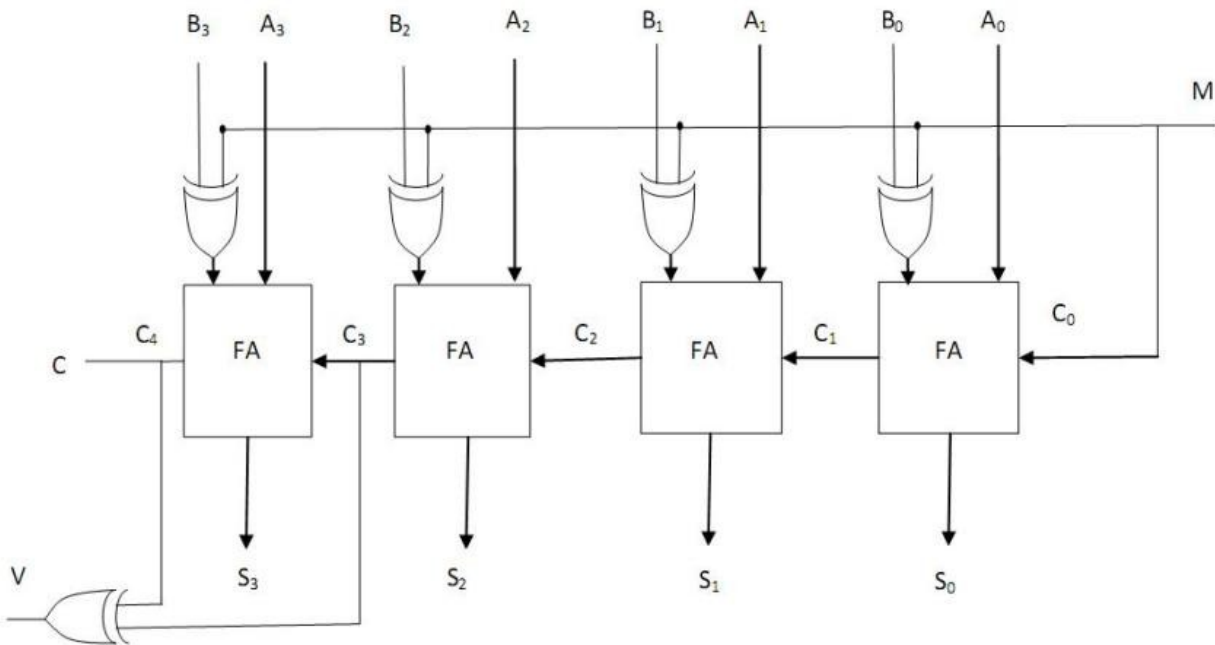 B₃ A₃ B₂ A₂ B₁ A₁ B₀ A₀
M
C₄ C₃ C₂ C₁ C₀
C FA FA FA FA
V S₃ S₂ S₁ S₀